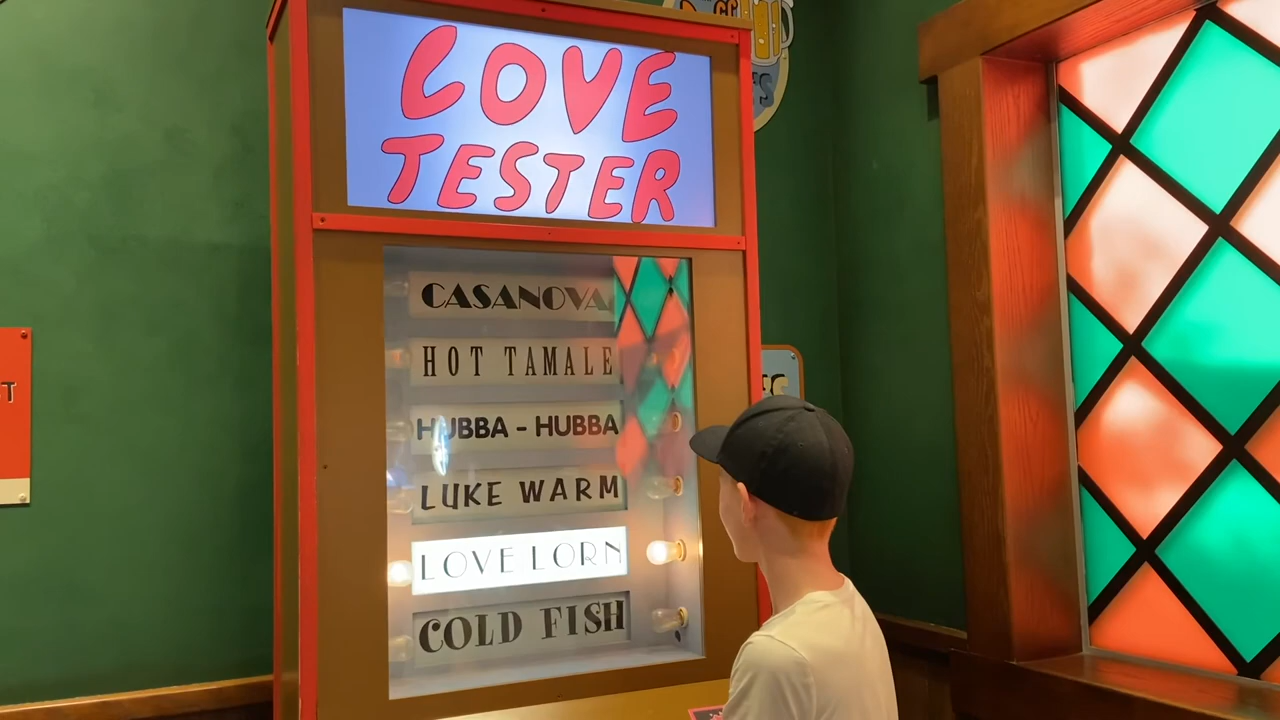 LOVE
TESTER
CASANOVA
HOT TAMALE
HUBBA - HUBBA
LUKE WARM
LOVE LORN
COLD FISH